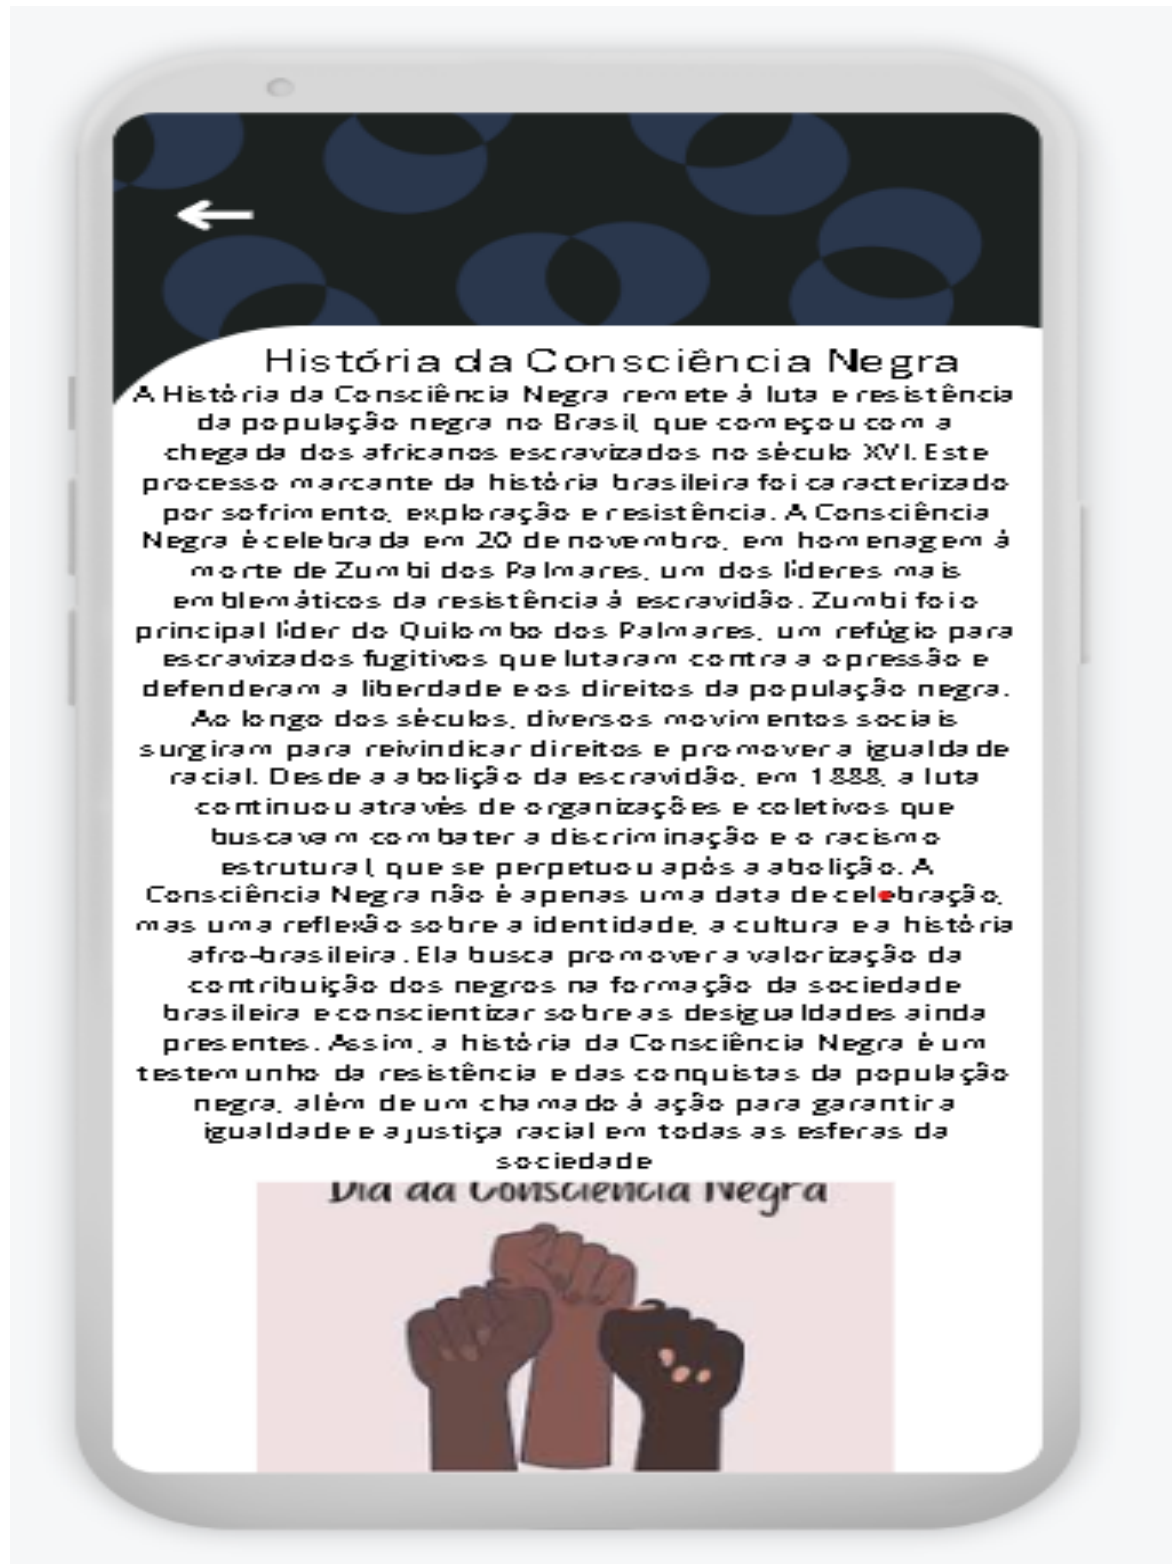 História da Consciência Negra
A História da Consciência Negra remete à luta e resistência
da população negra no Brasil, que começou com a
chegada dos africanos escravizados no século XVI. Este
processo marcante da história brasileira foi caracterizado
por sofrimento, exploração e resistência. A Consciência
Negra é celebrada em 20 de novembro, em homenagem à
morte de Zumbi dos Palmares, um dos líderes mais
emblemáticos da resistência à escravidão. Zumbi foi o
principal líder do Quilombo dos Palmares, um refúgio para
escravizados fugitivos que lutaram contra a opressão e
defenderam a liberdade e os direitos da população negra.
Ao longo dos séculos, diversos movimentos sociais
surgiram para reivindicar direitos e promover a igualdade
racial. Desde a abolição da escravidão, em 1888, a luta
continuou através de organizações e coletivos que
buscavam combater a discriminação e o racismo
estrutural, que se perpetuou após a abolição. A
Consciência Negra não é apenas uma data de celebração,
mas uma reflexão sobre a identidade, a cultura e a história
afro-brasileira. Ela busca promover a valorização da
contribuição dos negros na formação da sociedade
brasileira e conscientizar sobre as desigualdades ainda
presentes. Assim, a história da Consciência Negra é um
testemunho da resistência e das conquistas da população
negra, além de um chamado à ação para garantir a
igualdade e a justiça racial em todas as esferas da
sociedade
Dia da Consciência Negra